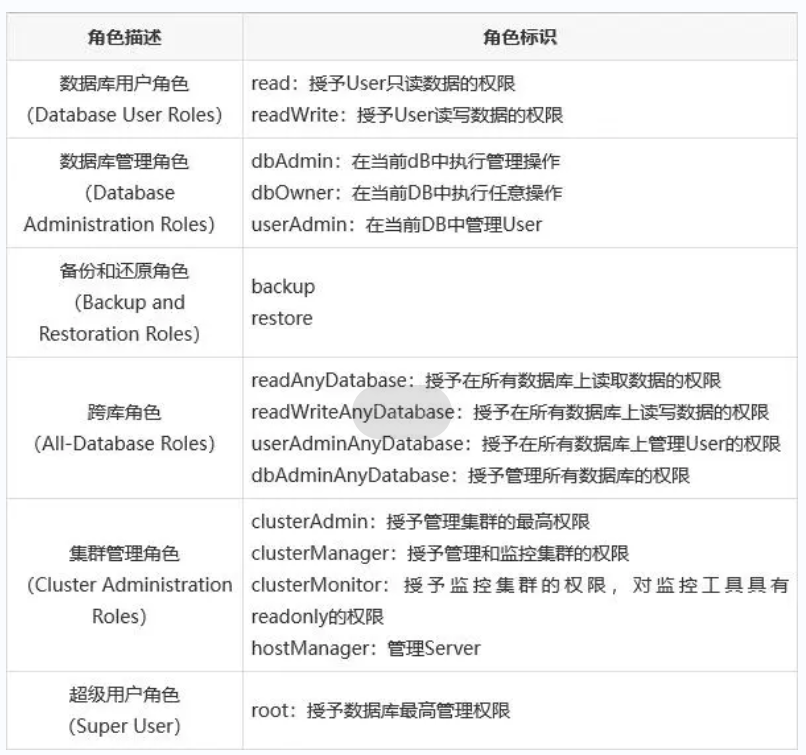 角色描述
角色标识
数据库用户角色
(Database User Roles)
read：授予User只读数据的权限
readWrite：授予User读写数据的权限
数据库管理角色
(Database
Administration Roles)
dbAdmin：在当前dB中执行管理操作
dbOwner：在当前DB中执行任意操作
userAdmin：在当前DB中管理User
备份和还原角色
(Backup and
Restoration Roles)
backup
restore
跨库角色
(All-Database Roles)
readAnyDatabase：授予在所有数据库上读取数据的权限
readWriteAnyDatabase：授予在所有数据库上读写数据的权限
userAdminAnyDatabase：授予在所有数据库上管理User的权限
dbAdminAnyDatabase：授予管理所有数据库的权限
集群管理角色
(Cluster Administration
Roles)
clusterAdmin：授予管理集群的最高权限
clusterManager：授予管理和监控集群的权限
clusterMonitor：授予监控集群的权限，对监控工具具有
readonly的权限
hostManager：管理Server
超级用户角色
(Super User)
root：授予数据库最高管理权限